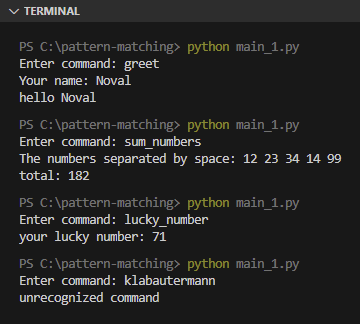 TERMINAL
PS C:\pattern-matching> python main_1.py
Enter command: greet
Your name: Noval
hello Noval
PS C:\pattern-matching> python main_1.py
Enter command: sum_numbers
The numbers separated by space: 12 23 34 14 99
total: 182
PS C:\pattern-matching> python main_1.py
Enter command: lucky_number
your lucky number: 71
PS C:\pattern-matching> python main_1.py
Enter command: klabautermann
unrecognized command